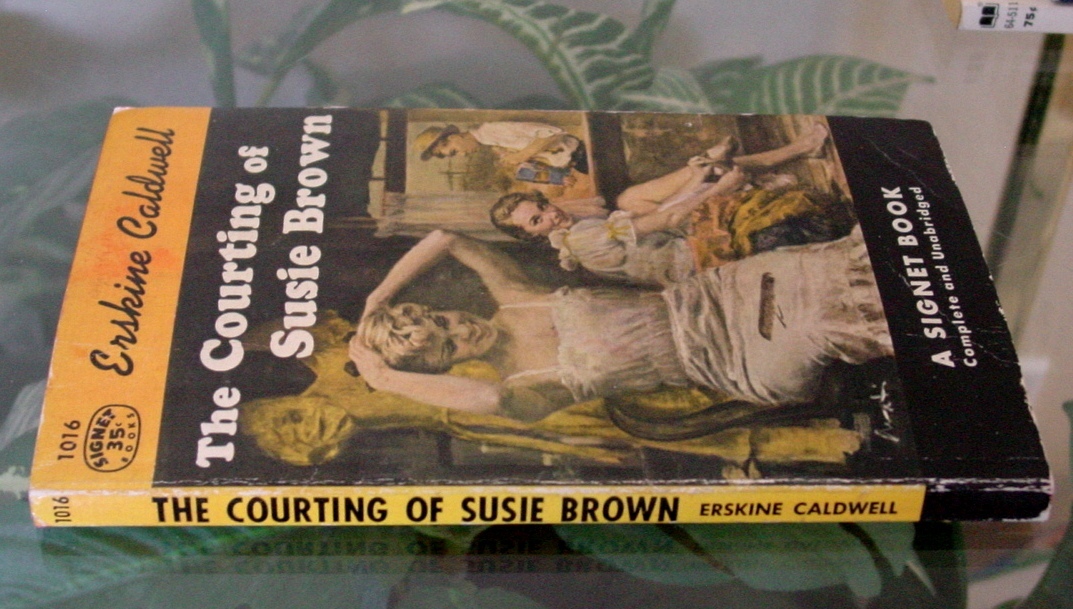 Erskine Caldwell
1016
SIGNET
35¢
BOOKS
The Courting of
Susie Brown
A SIGNET BOOK
Complete and Unabridged
1016
THE COURTING OF SUSIE BROWN ERSKINE CALDWELL
75¢